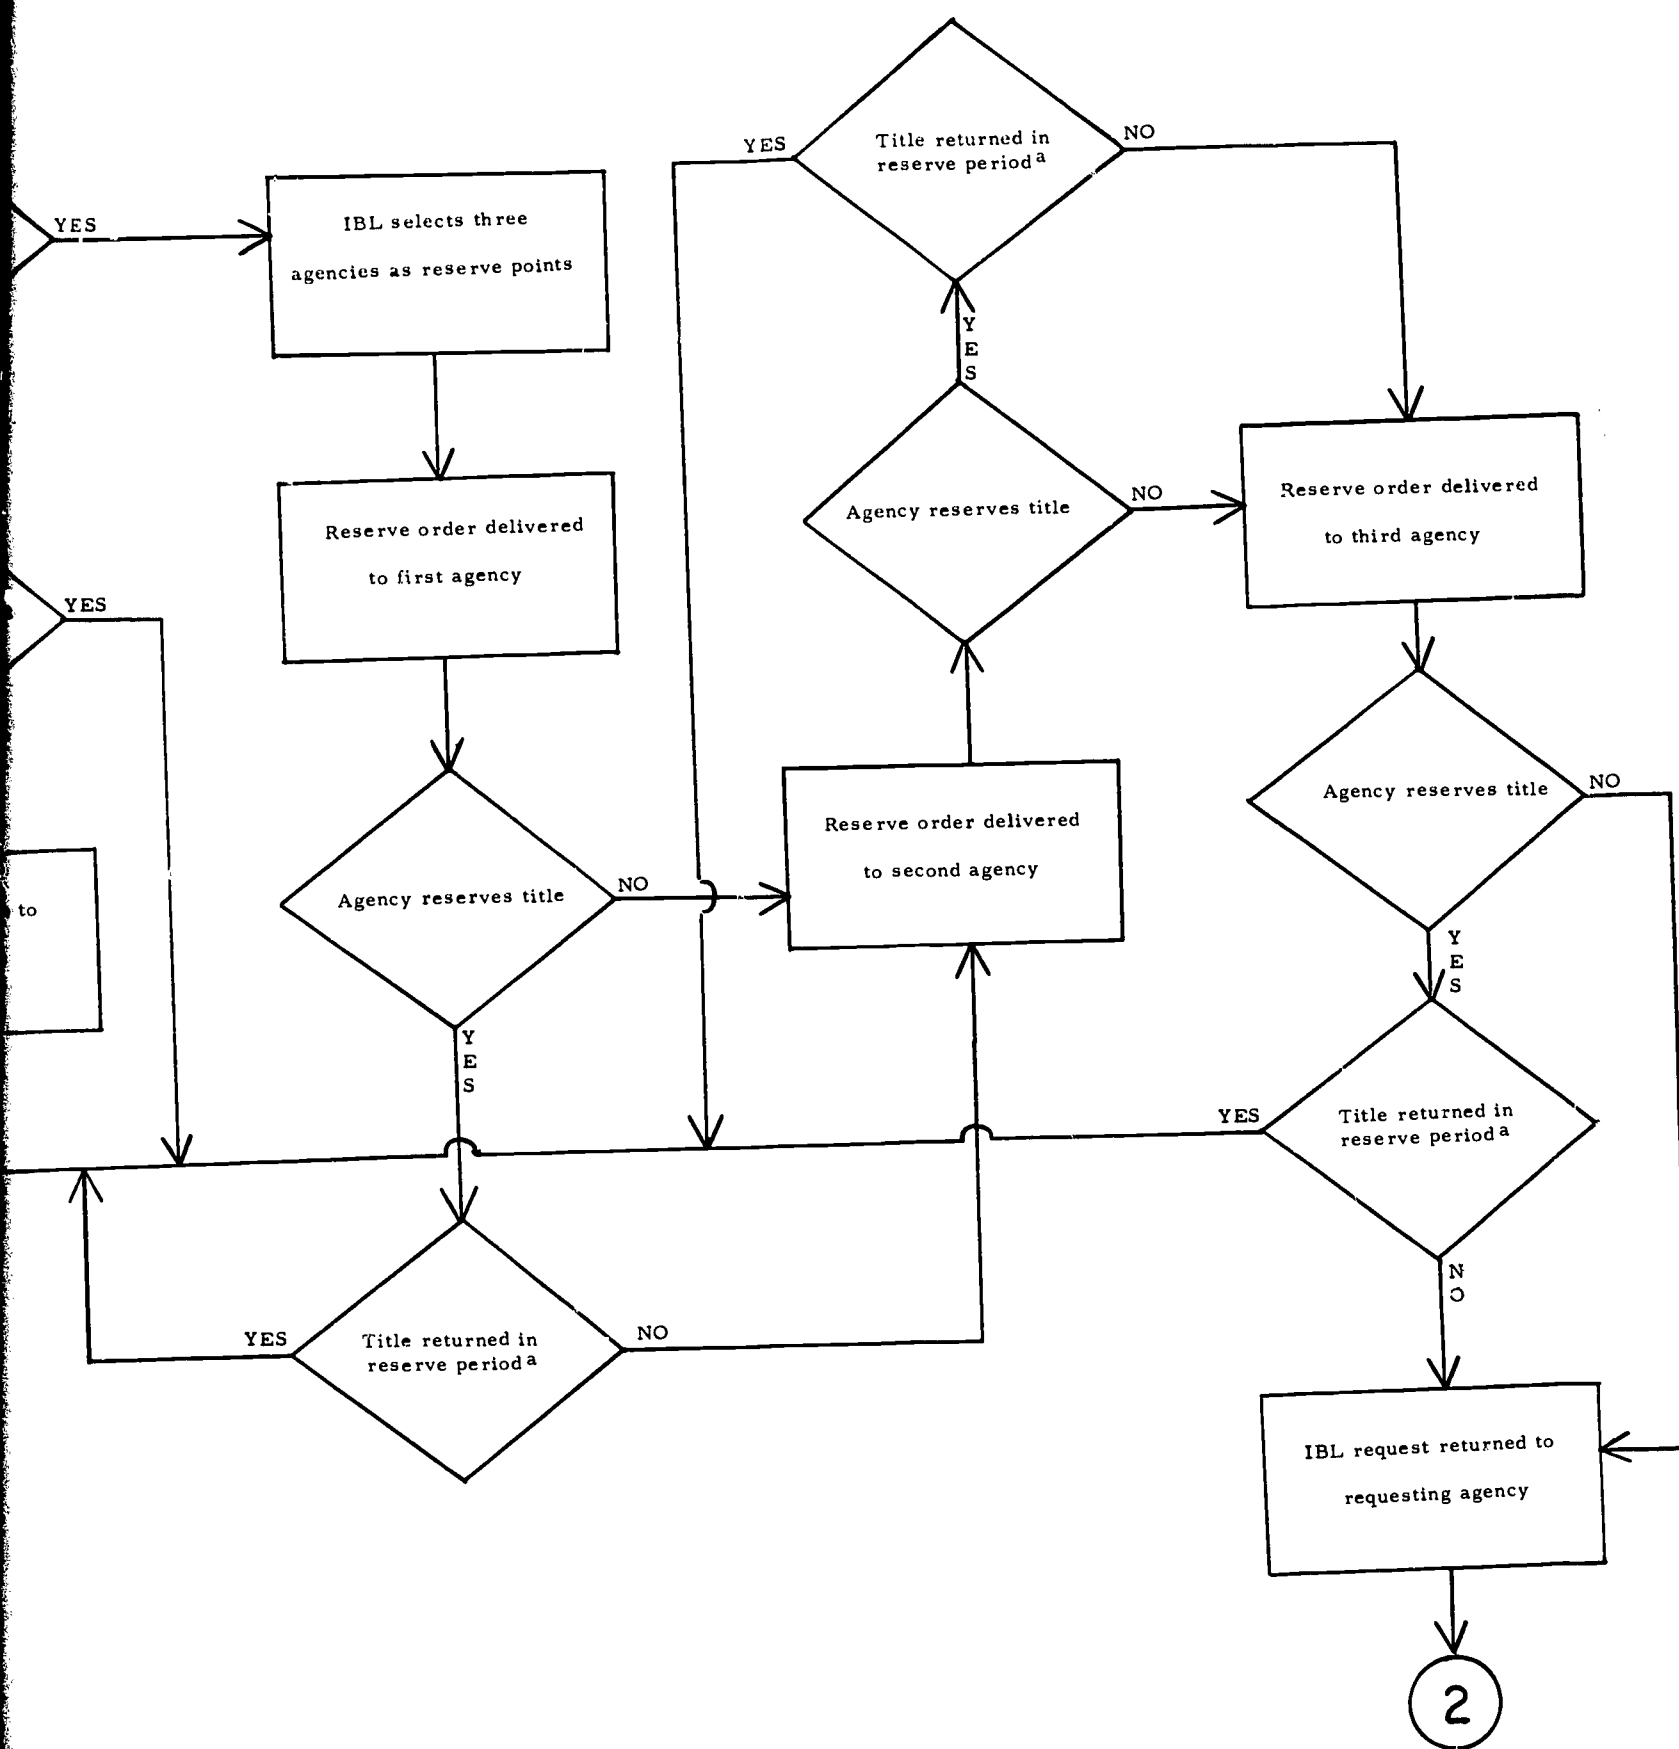 YES
IBL selects three
agencies as reserve points
Reserve order delivered
to first agency
YES
to
Agency reserves title
NO
YES
YES
Title returned in
reserve period a
NO
Reserve order delivered
to second agency
Agency reserves title
NO
YES
YES
Title returned in
reserve period a
NO
Reserve order delivered
to third agency
Agency reserves title
NO
YES
YES
Title returned in
reserve period a
NO
IBL request returned to
requesting agency
2